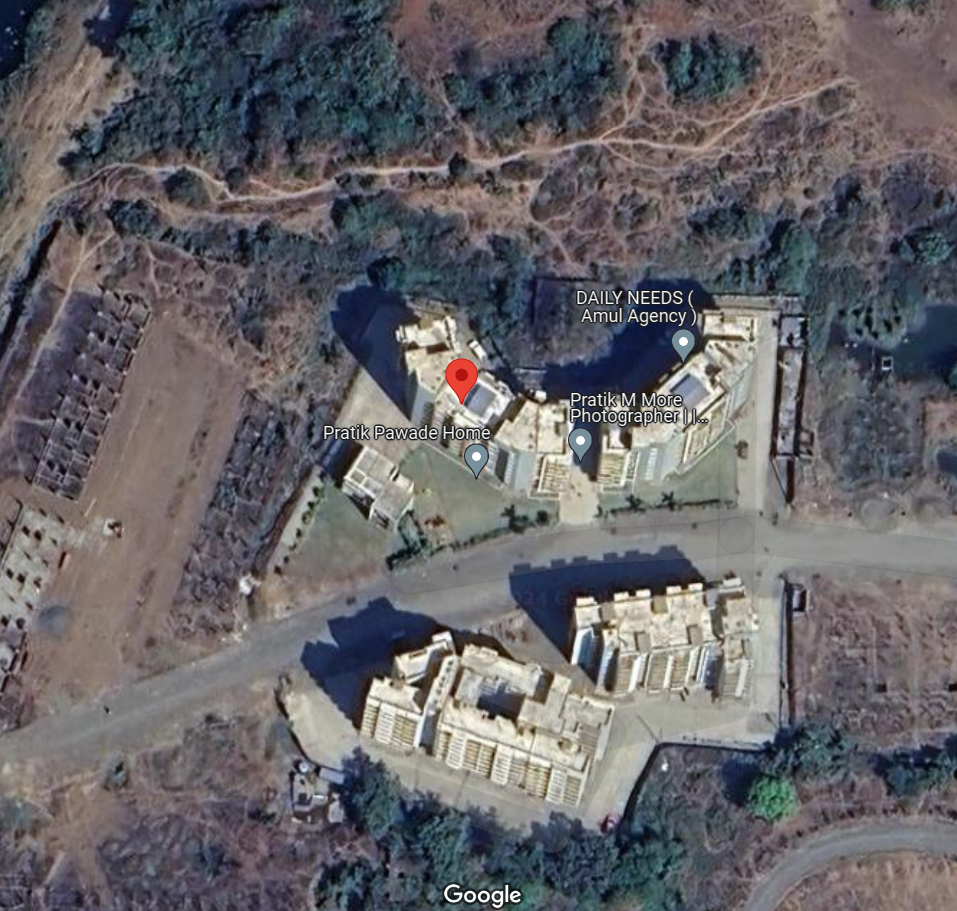 DAILY NEEDS (
Amul Agency )
Pratik M More
Photographer | |...
Pratik Pawade Home
Google